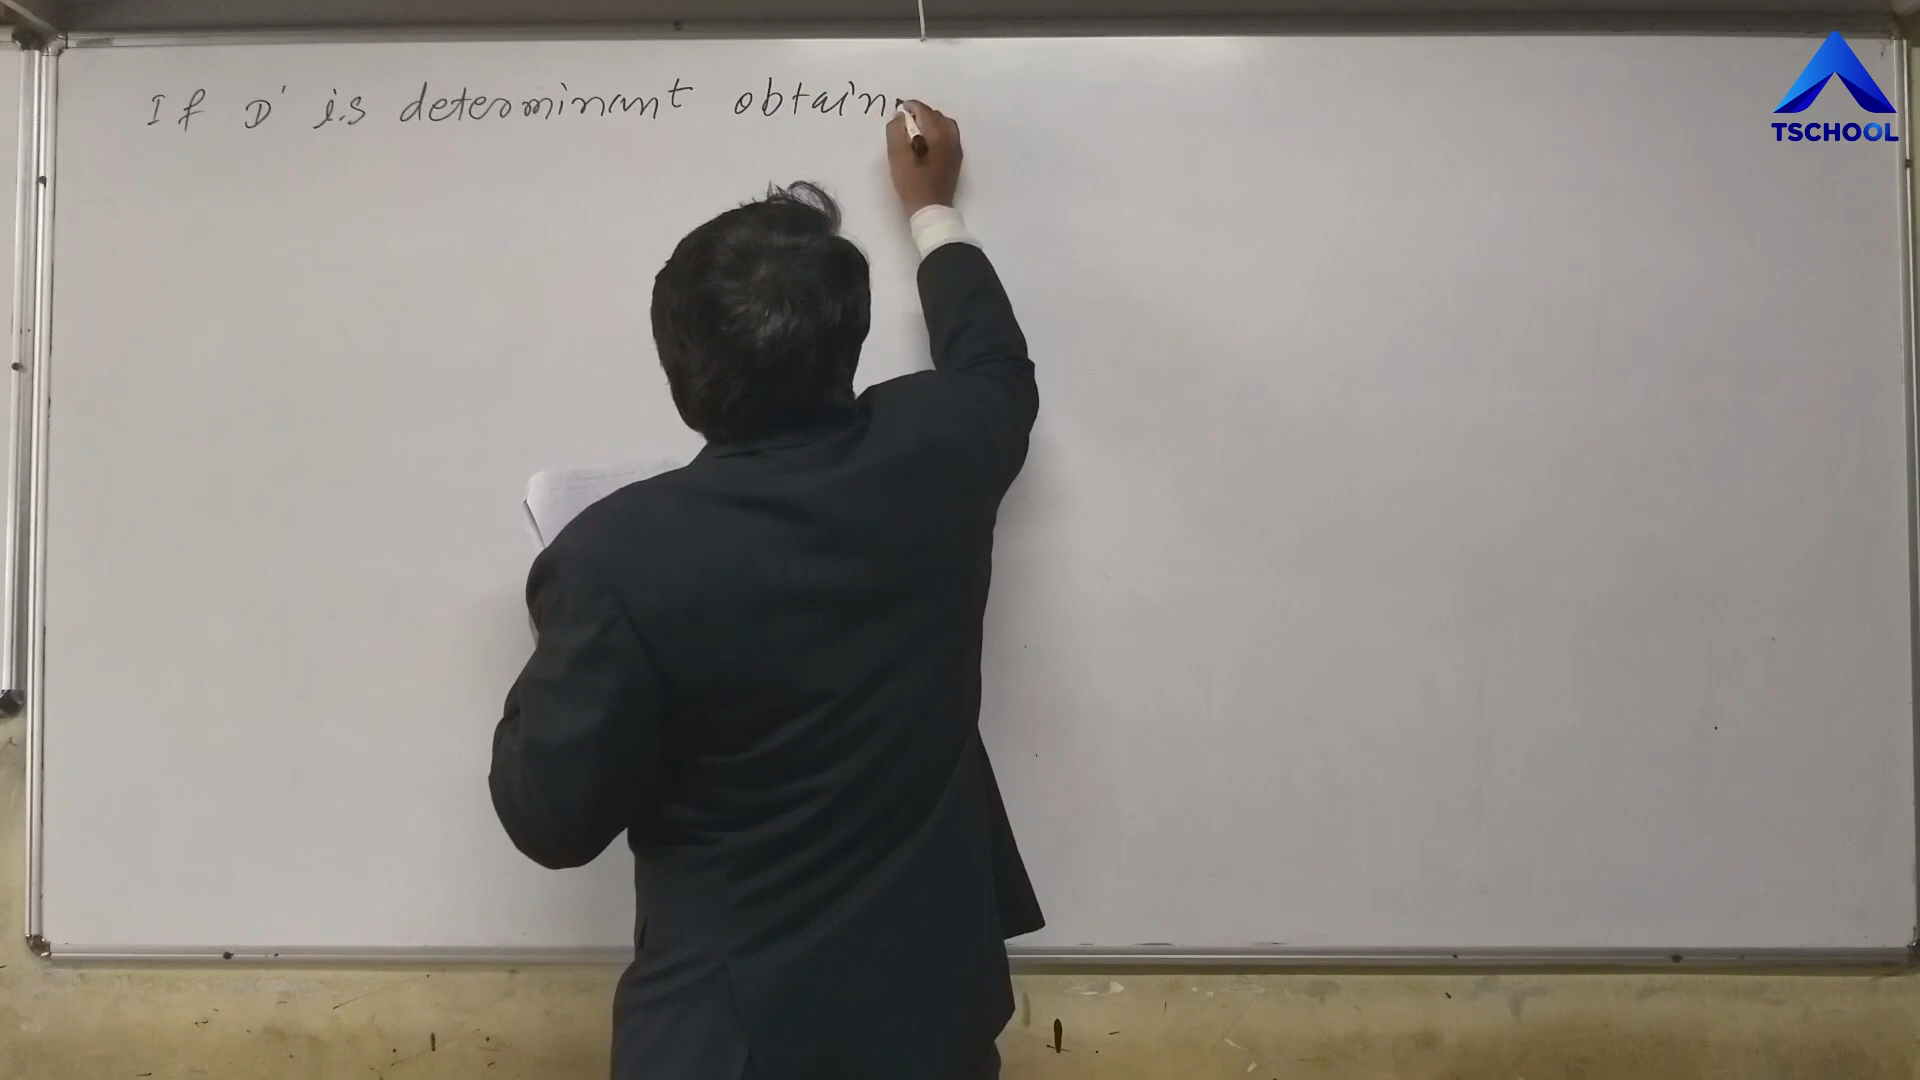 If D' is determinant obtain
TSCHOOL